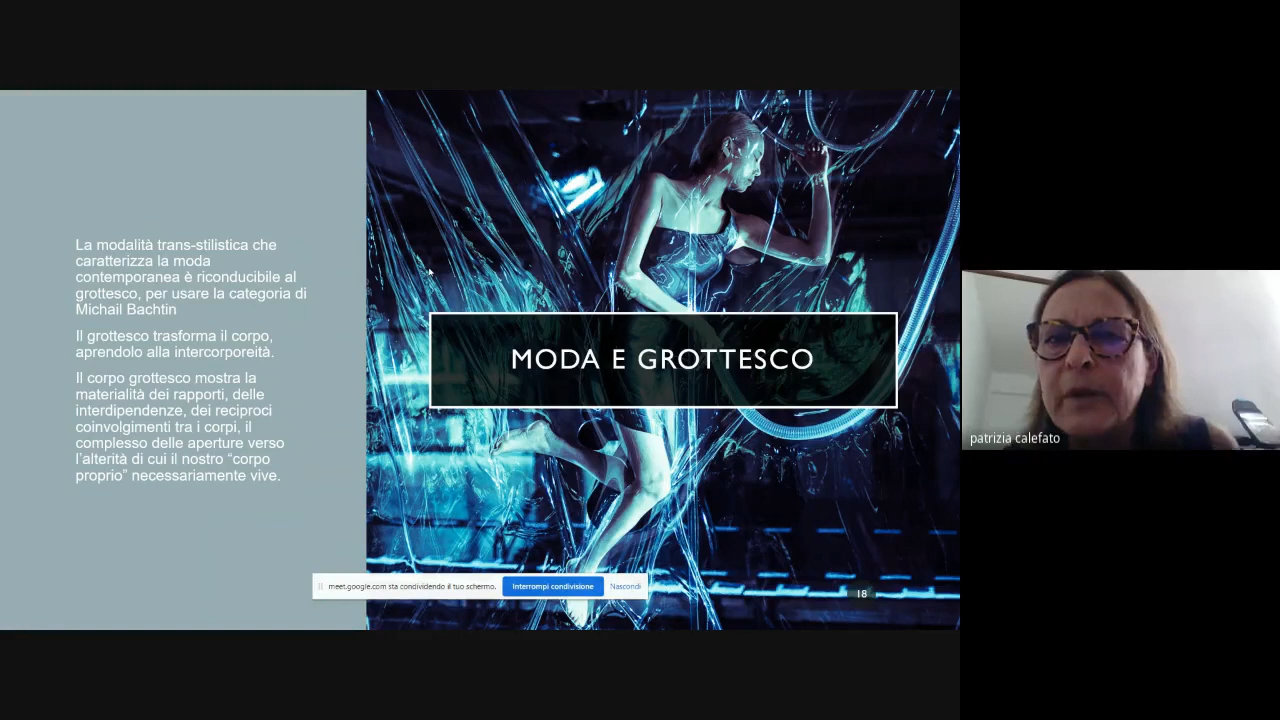 La modalità trans-stilistica che
caratterizza la moda
contemporanea è riconducibile al
grottesco, per usare la categoria di
Michail Bachtin
Il grottesco trasforma il corpo,
aprendolo alla intercorporeità.
Il corpo grottesco mostra la
materialità dei rapporti, delle
interdipendenze, dei reciproci
coinvolgimenti tra i corpi, il
complesso delle aperture verso
l’alterità di cui il nostro “corpo
proprio” necessariamente vive.
MODA E GROTTESCO
patrizia calefato
meet.google.com sta condividendo il tuo schermo. Interrompi condivisione Nascondi
18